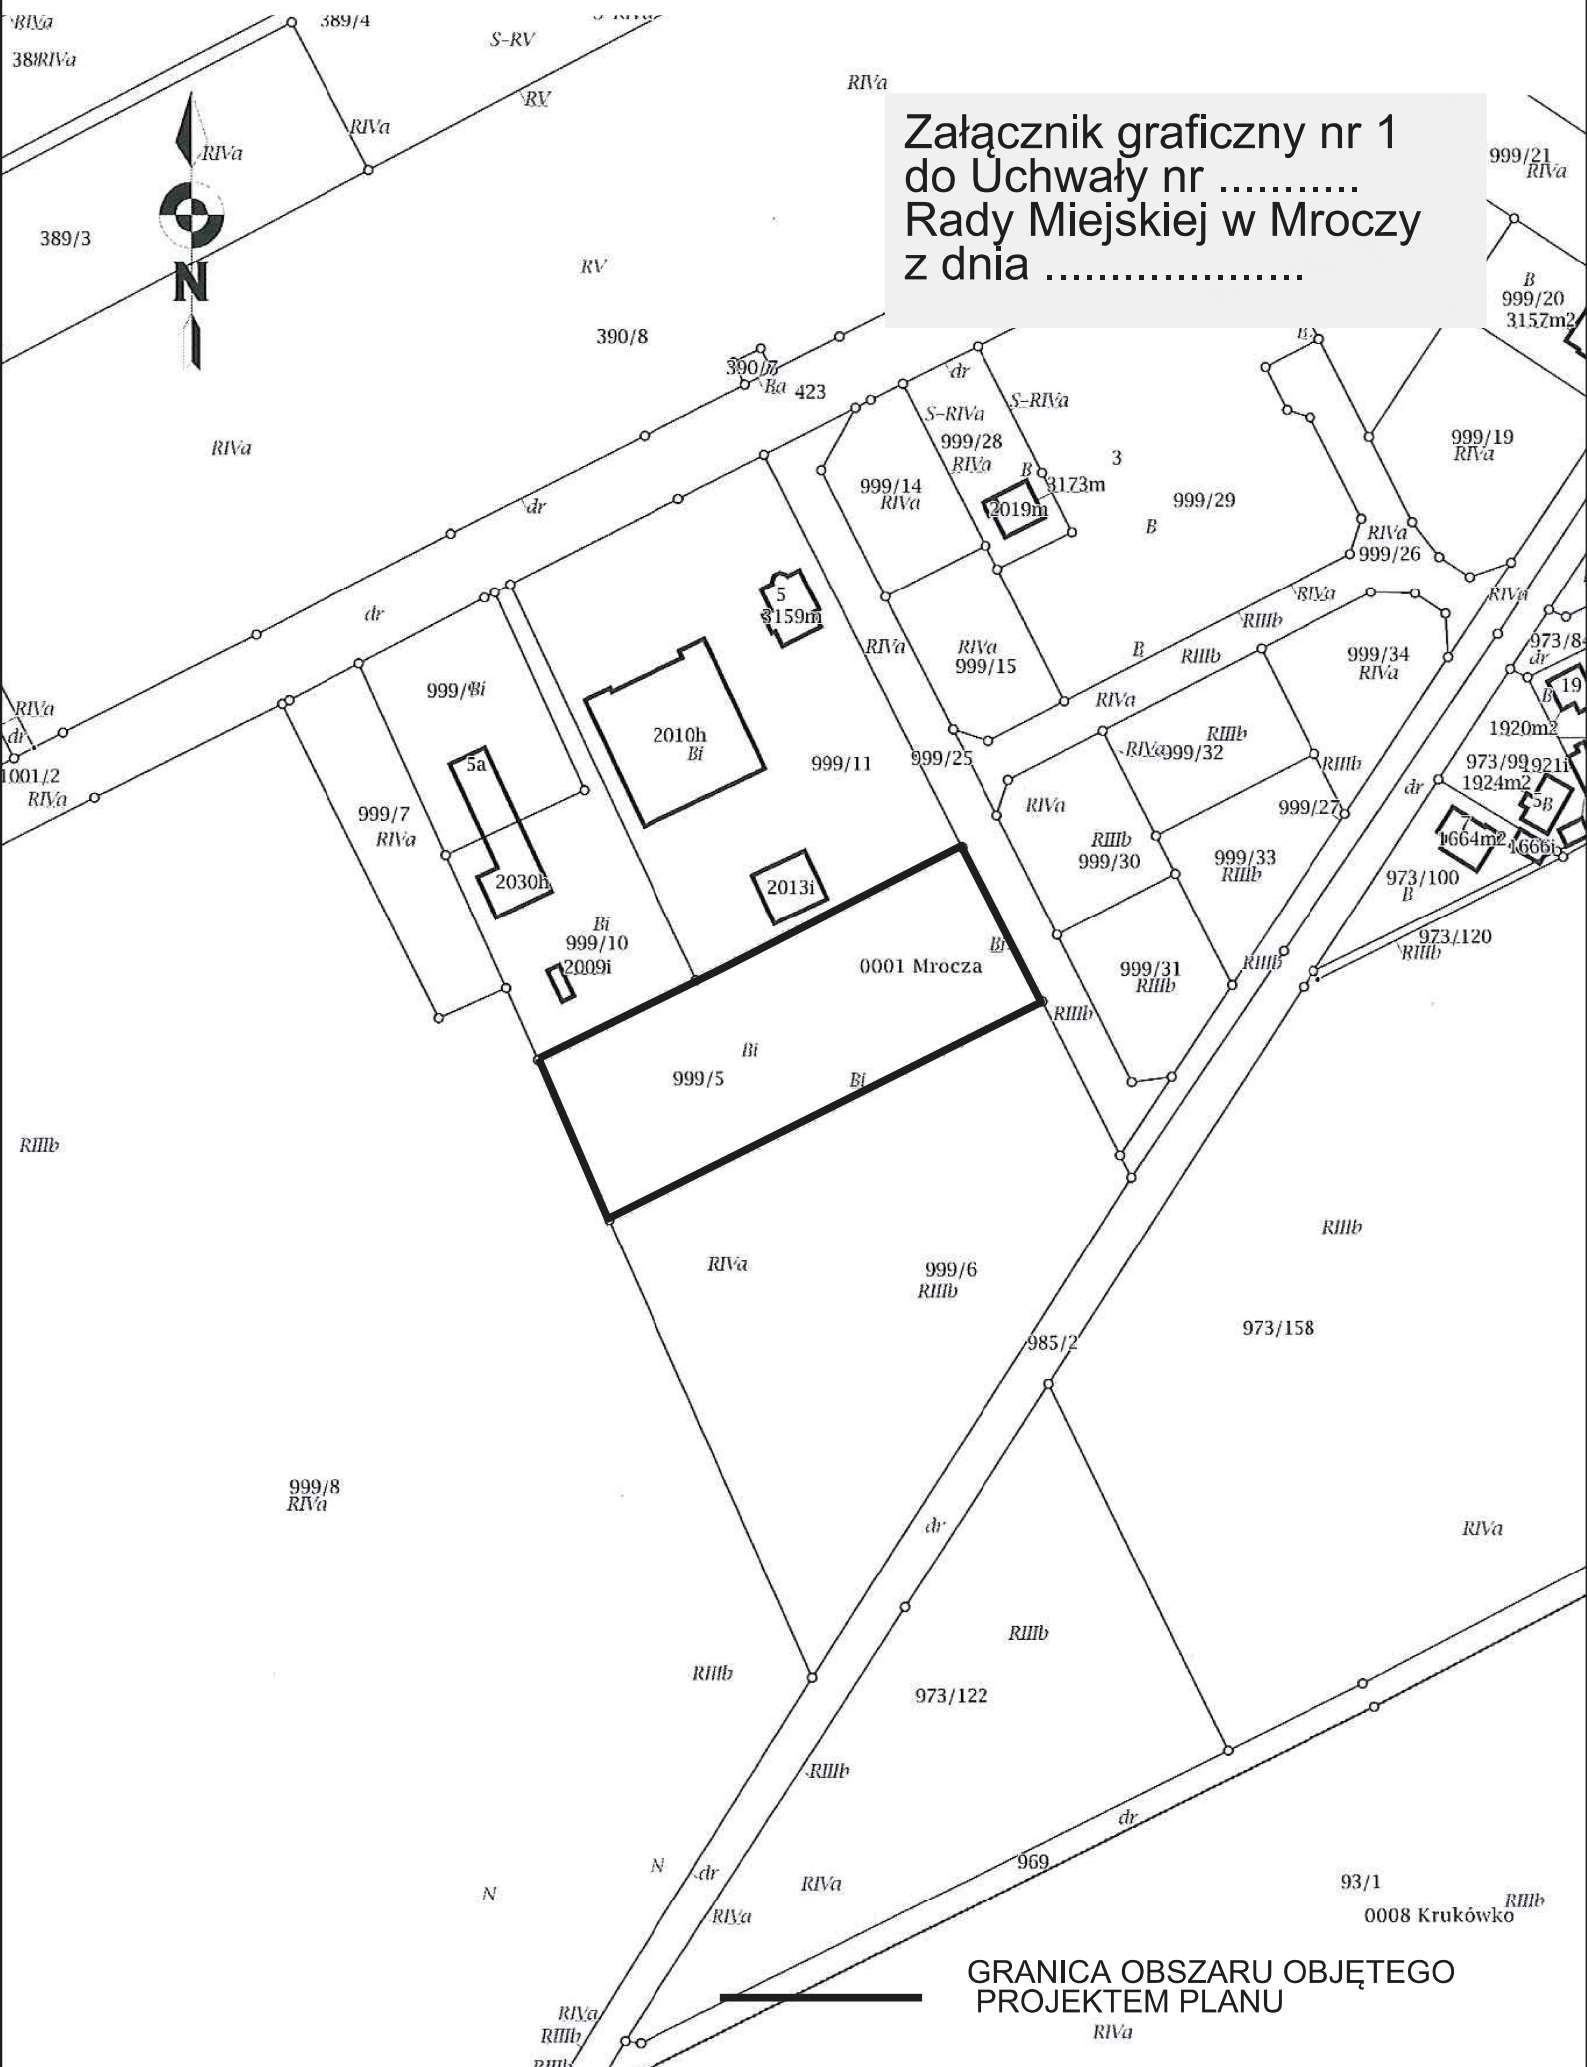 RIVa
389/4
S-RV
RIVa
RIVa
RV
RIVa
RIVa
Załącznik graficzny nr 1
do Uchwały nr ...........
Rady Miejskiej w Mroczy
z dnia ....................
999/21
RIVa
389/3
N
RV
390/8
B
999/20
3157m2
Ba
423
dr
S-RIVa
S-RIVa
999/28
RIVa
B
3
3173m
999/14
RIVa
2019m
999/29
B
999/19
RIVa
RIVa
dr
RIVa
999/26
dr
5
3159m
RIVa
RIVa
999/15
RIVa
RIIIb
B
RIIIb
RIVa
999/34
RIVa
dr
Bi
RIVa
dr
1001/2
RIVa
5a
2010h
Bi
999/11
999/25
RIVa
RIVa
999/32
RIIIb
RIIIb
19
B
1920m2
973/99
1921i
1924m2
dr
5
B
999/7
RIVa
RIVa
RIIIb
999/30
999/27
999/33
RIIIb
7
1664m2
1666i
973/100
B
2030h
2013i
Bi
999/10
2009i
0001 Mrocza
Bi
999/31
RIIIb
RIIIb
973/120
RIIIb
RIIIb
Bi
999/5
Bi
RIIIb
RIVa
999/6
RIIIb
RIIIb
985/2
973/158
999/8
RIVa
dr
RIVa
RIIIb
RIIIb
973/122
RIIIb
dr
N
N
dr
RIVa
RIVa
969
93/1
RIIIb
0008 Krukówko
GRANICA OBSZARU OBJĘTEGO
PROJEKTEM PLANU
RIVa
RIIIb
RIVa
RIIIb